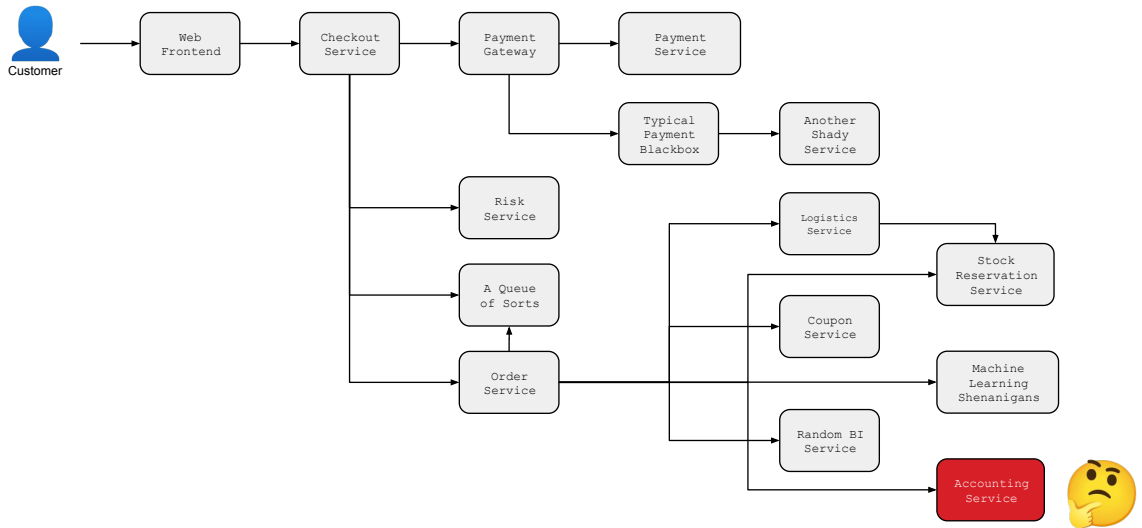 Customer
Web
Frontend
Checkout
Service
Payment
Gateway
Payment
Service
Typical
Payment
Blackbox
Another
Shady
Service
Risk
Service
Logistics
Service
Stock
Reservation
Service
A Queue
of Sorts
Coupon
Service
Order
Service
Machine
Learning
Shenanigans
Random BI
Service
Accounting
Service